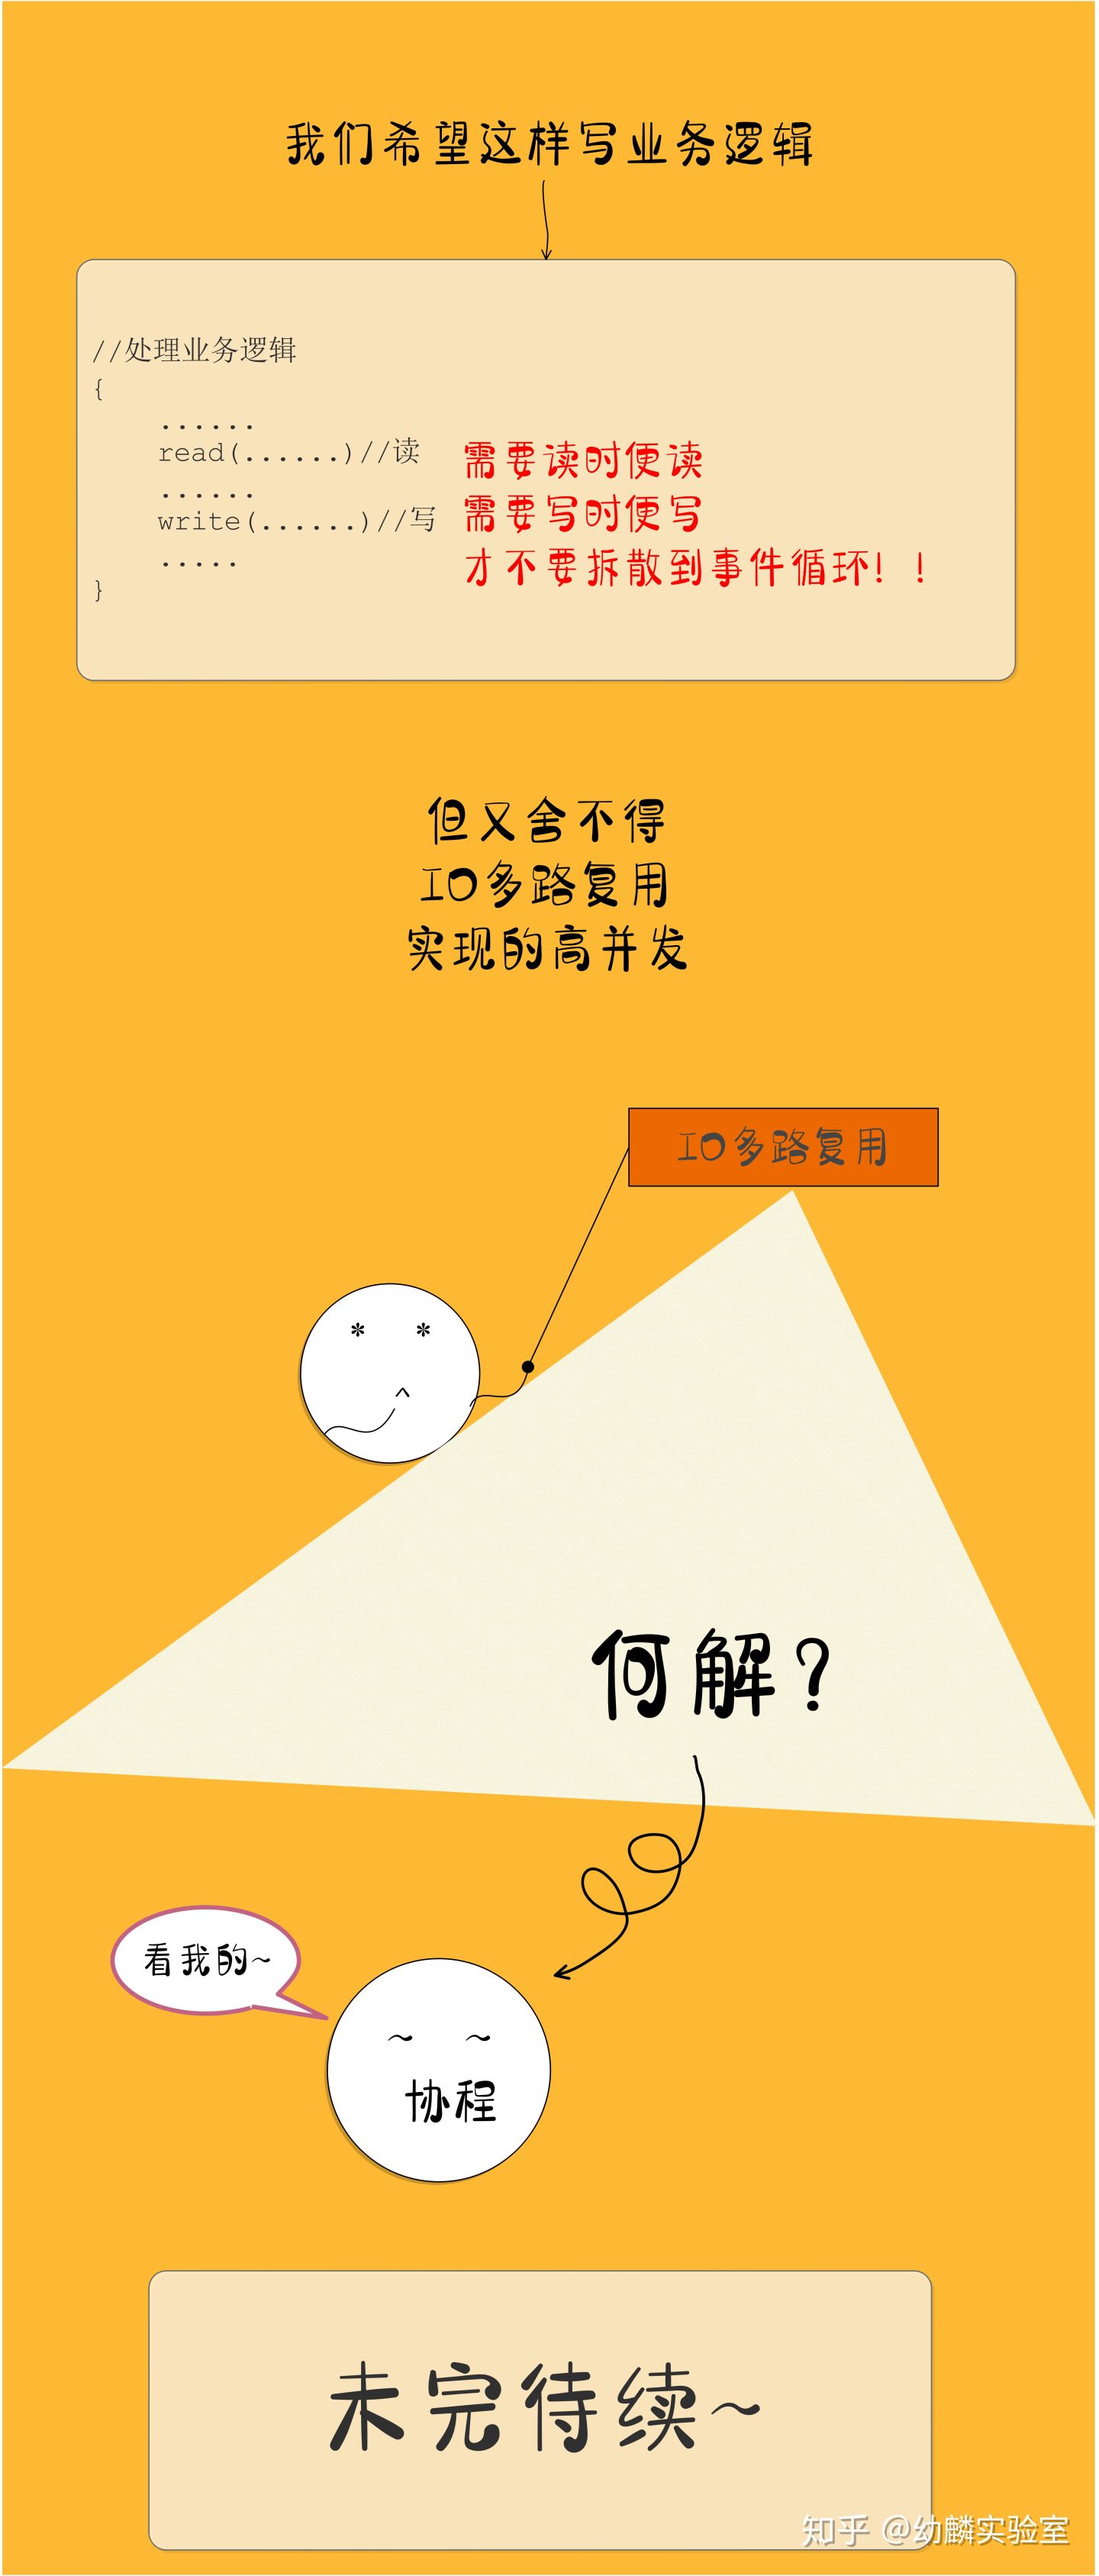 我们希望这样写业务逻辑
//处理业务逻辑
{
......
read(......)//读
......
write(......)//写
.....
}
需要读时便读
需要写时便写
才不要拆散到事件循环！！
但又舍不得
IO多路复用
实现的高并发
IO多路复用
* *
^
何解？
看我的~
~ ~
协程
未完待续~
知乎 @幼麟实验室